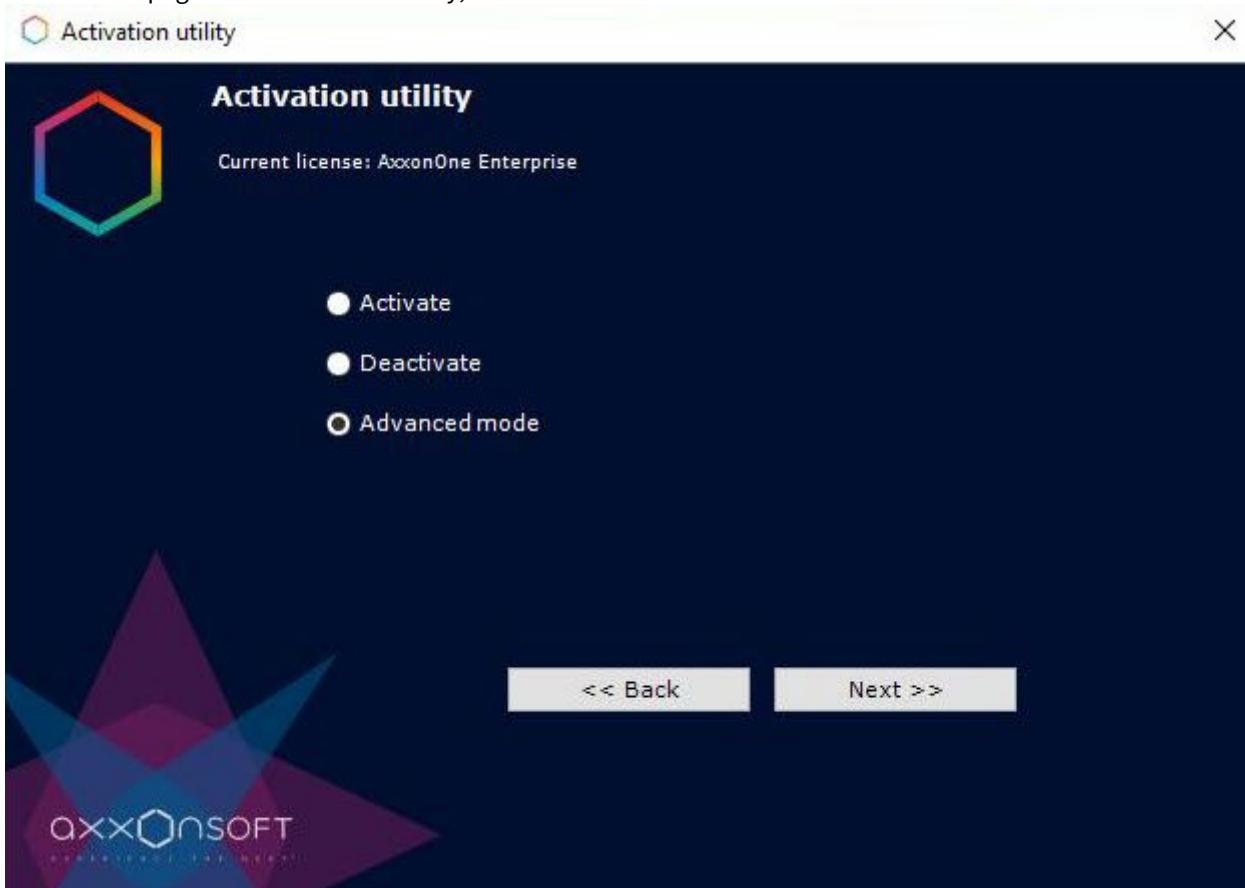 Activation utility
Activation utility
Current license: AxxonOne Enterprise
Activate
Deactivate
Advanced mode
<< Back
Next >>
axxonsoft